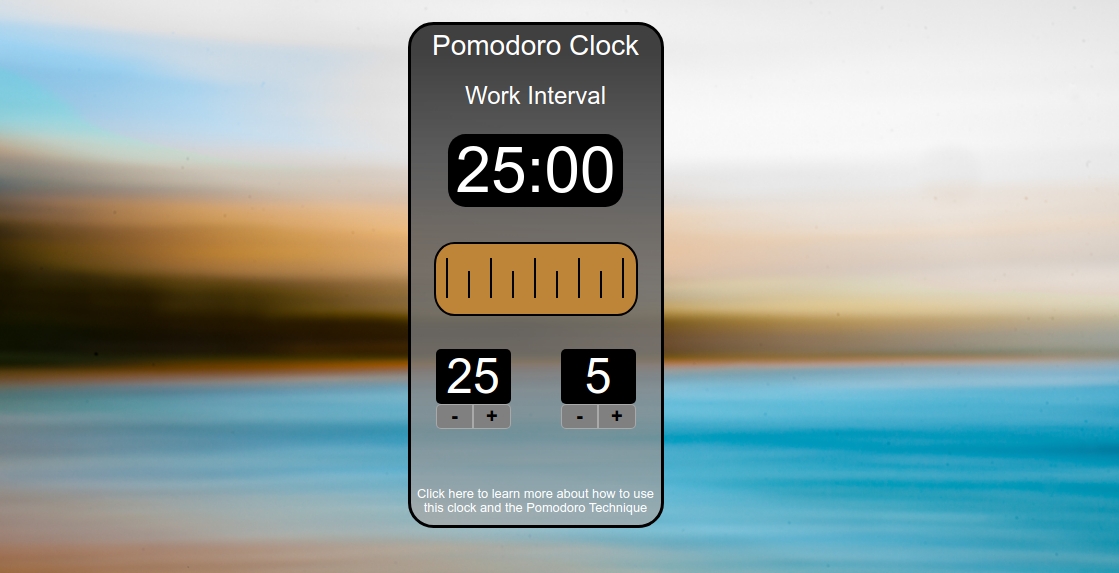 Pomodoro Clock
Work Interval
25:00
25 5
- + - +
Click here to learn more about how to use
this clock and the Pomodoro Technique